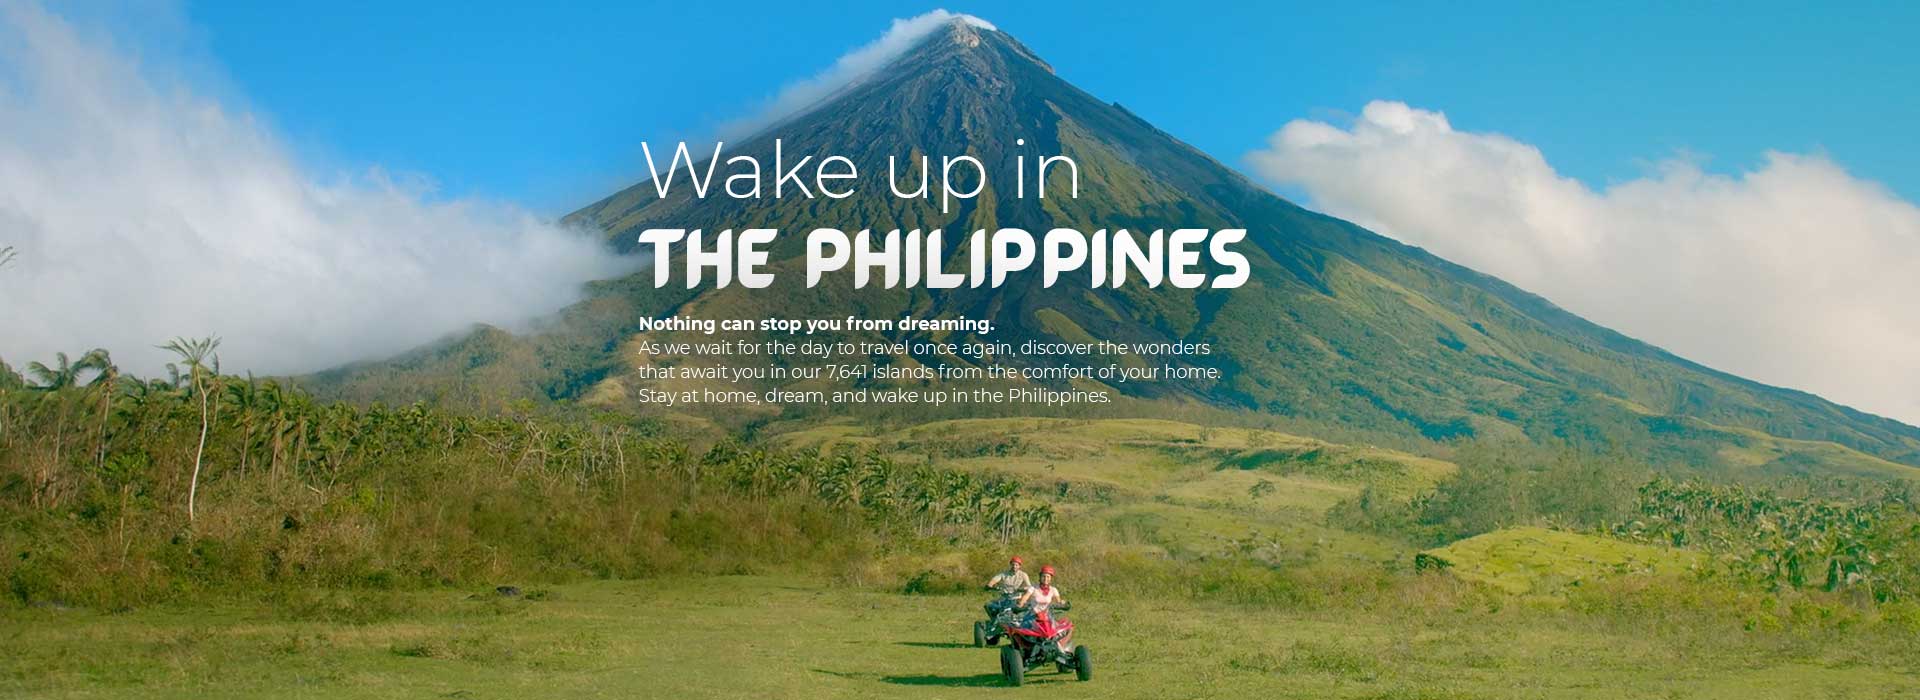 Wake up in
THE PHILIPPINES
Nothing can stop you from dreaming.
As we wait for the day to travel once again, discover the wonders
that await you in our 7,641 islands from the comfort of your home.
Stay at home, dream, and wake up in the Philippines.